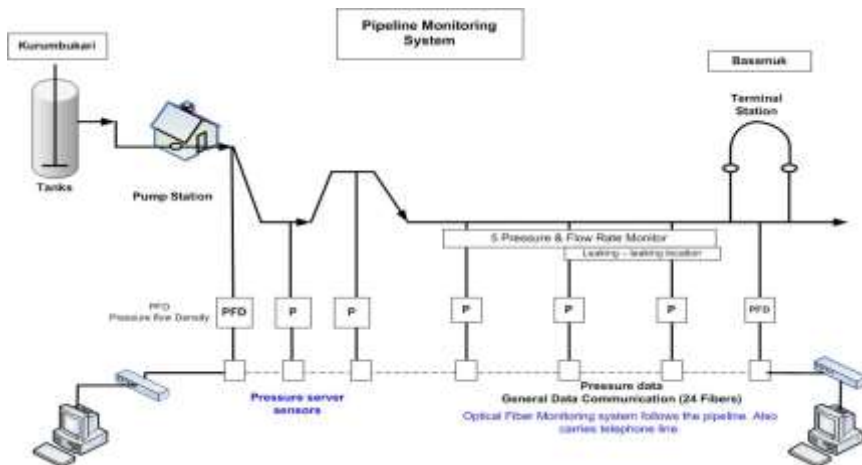 Pipeline Monitoring
System
Kurumbukari
Basamuk
Terminal
Station
Tanks
Pump Station
5 Pressure & Flow Rate Monitor
Leaking – leaking location
PFD
Pressure flow Density
PFD
P
P
P
P
P
PFD
Pressure server
sensors
Pressure data
General Data Communication (24 Fibers)
Optical Fiber Monitoring system follows the pipeline. Also
carries telephone line.